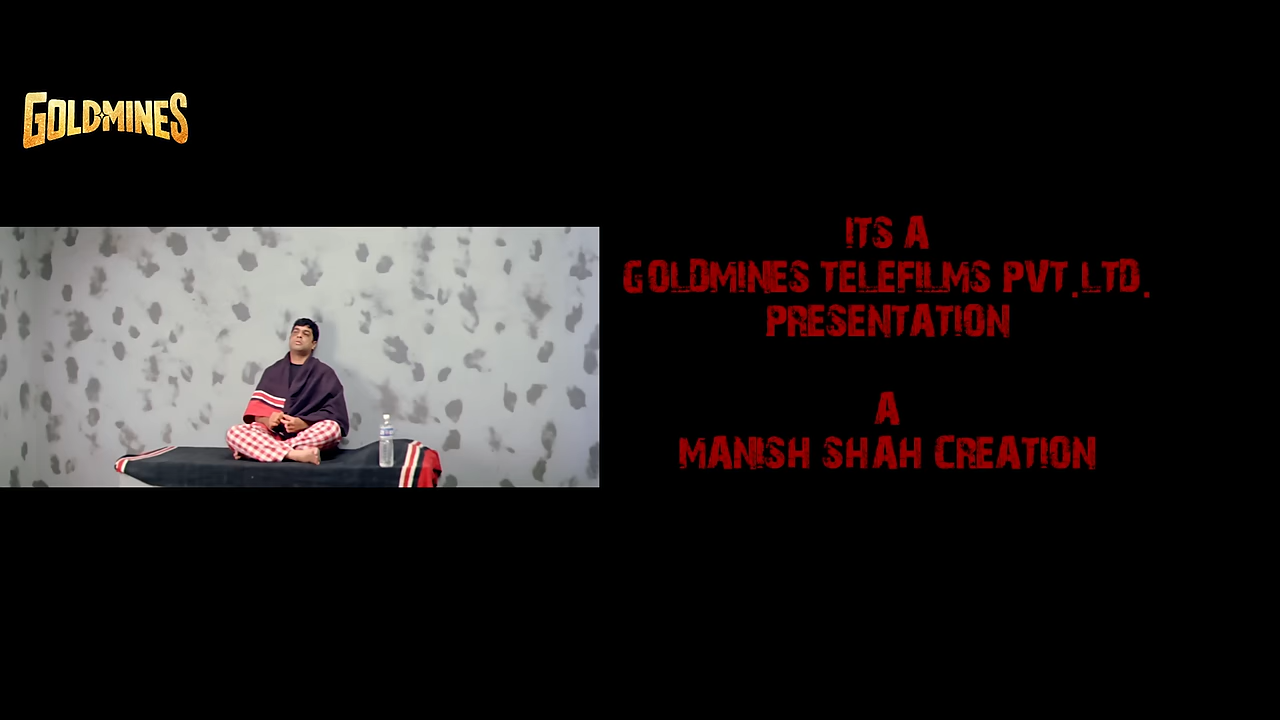 GOLDMINES
ITS A
GOLDMINES TELEFILMS PVT.LTD.
PRESENTATION
A
MANISH SHAH CREATION